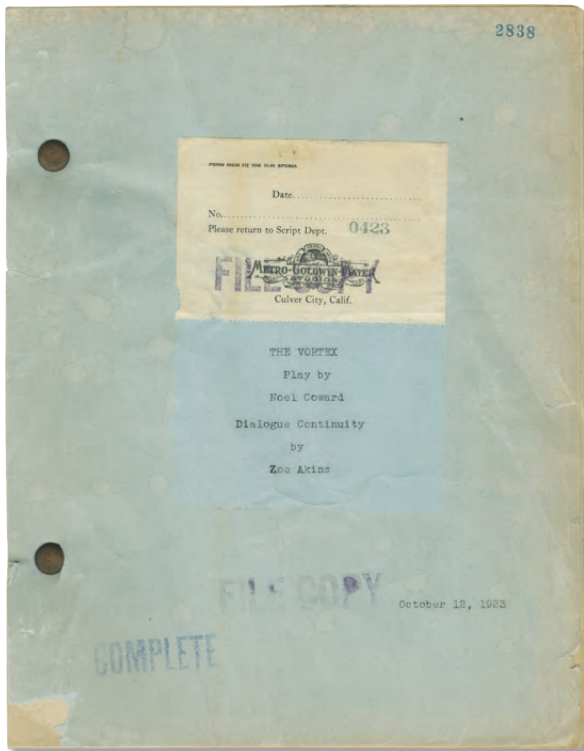 2838
Date
No.
Please return to Script Dept. 0423
FILE COPY
METRO-GOLDWYN-MAYER
STUDIOS
Culver City, Calif.
THE VORTEX
Play by
Noel Coward
Dialogue Continuity
by
Zoe Akins
FILE COPY
October 12, 1933
COMPLETE